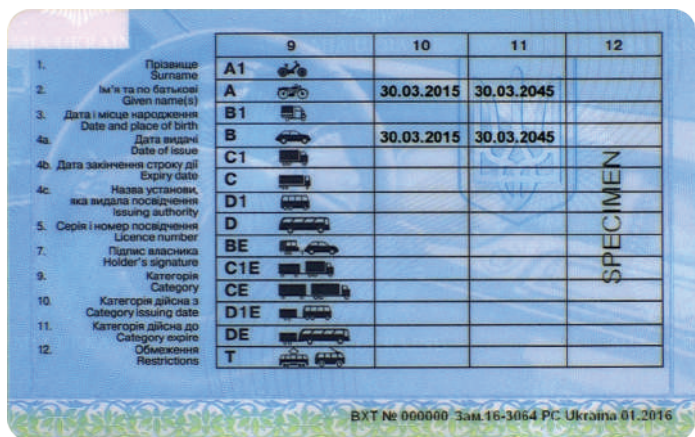 1. Прізвище
Surname
2. Ім'я та по батькові
Given name(s)
3. Дата і місце народження
Date and place of birth
4a. Дата видачі
Date of issue
4b. Дата закінчення строку дії
Expiry date
4c. Назва установи,
яка видала посвідчення
Issuing authority
5. Серія і номер посвідчення
Licence number
7. Підпис власника
Holder's signature
9. Категорія
Category
10. Категорія дійсна з
Category issuing date
11. Категорія дійсна до
Category expire
12. Обмеження
Restrictions
9 10 11 12
A1
A 30.03.2015 30.03.2045
B1
B 30.03.2015 30.03.2045
C1
C
D1
D
BE
C1E
CE
D1E
DE
T
SPECIMEN
ВХТ № 000000 Зам.16-3064 РС Ukraina 01.2016